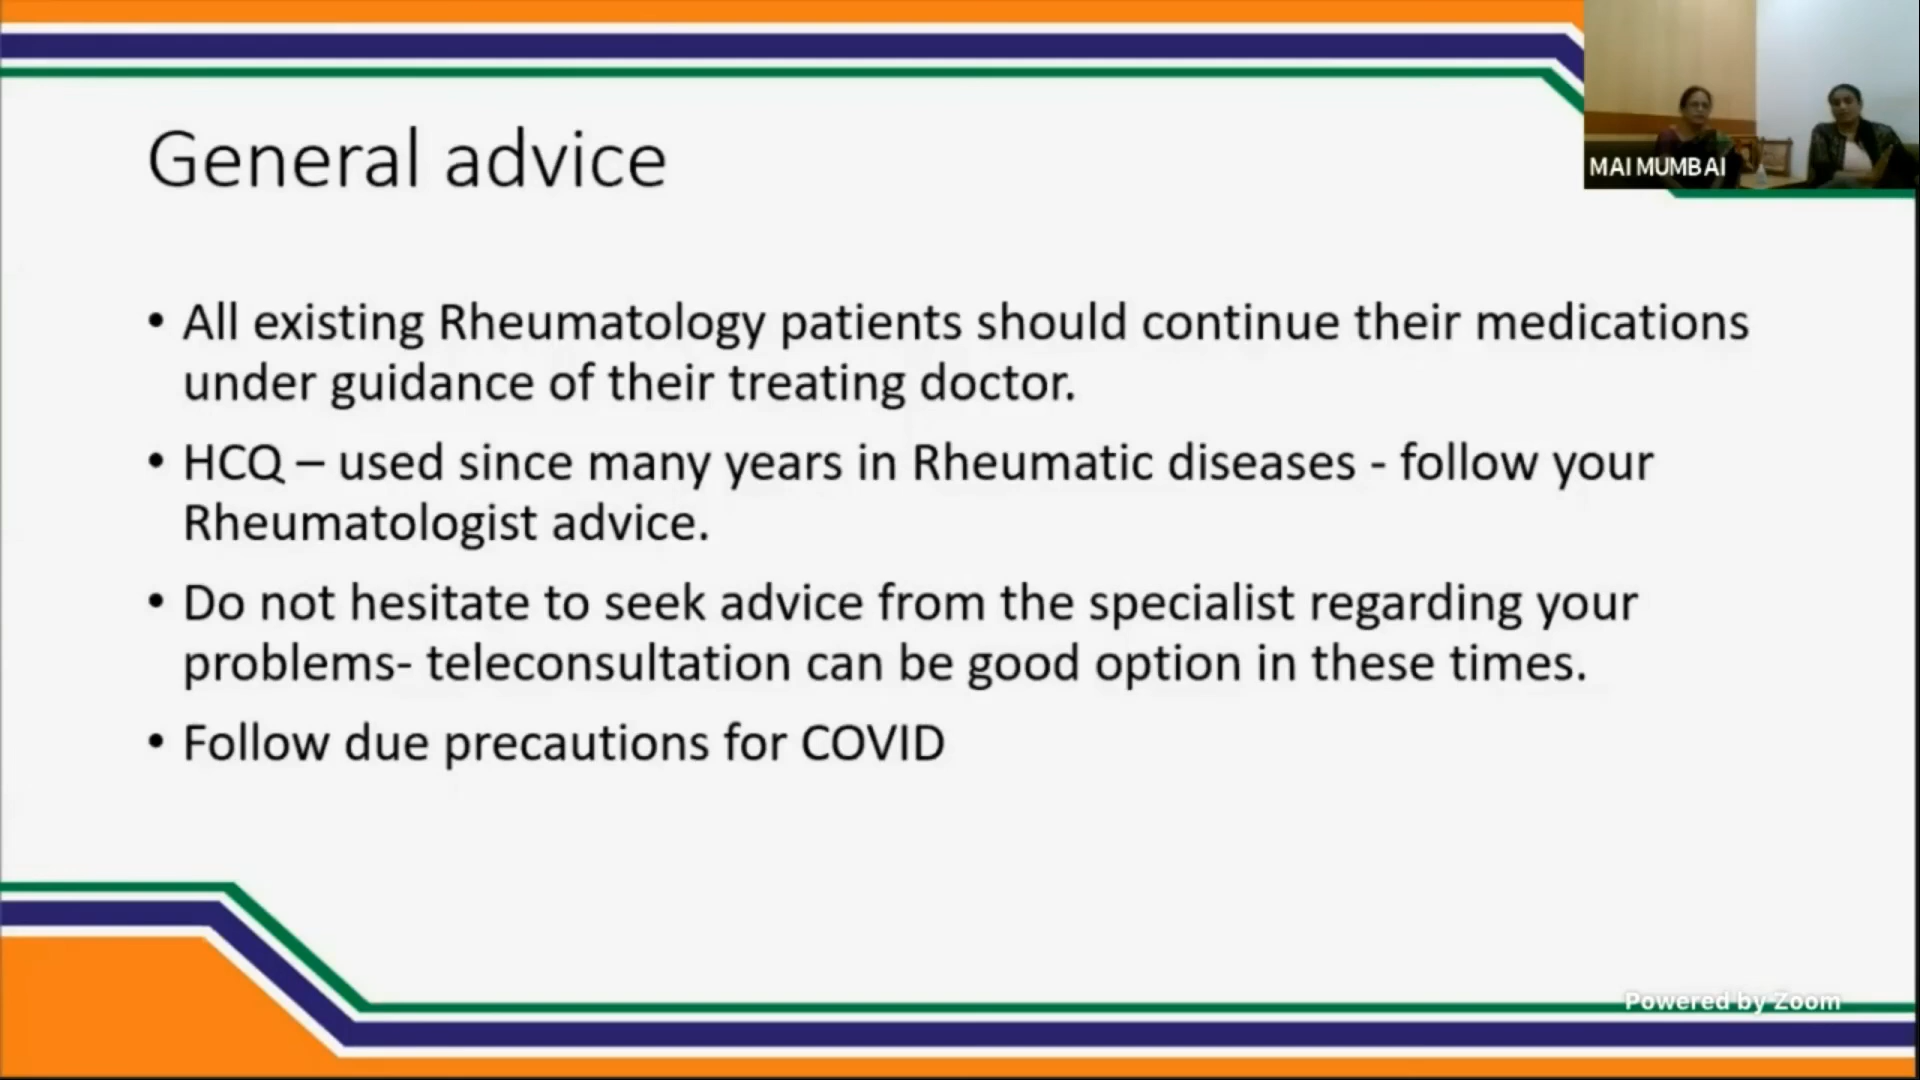 General advice
MAI MUMBAI
• All existing Rheumatology patients should continue their medications
under guidance of their treating doctor.
• HCQ – used since many years in Rheumatic diseases - follow your
Rheumatologist advice.
• Do not hesitate to seek advice from the specialist regarding your
problems- teleconsultation can be good option in these times.
• Follow due precautions for COVID
Powered by Zoom